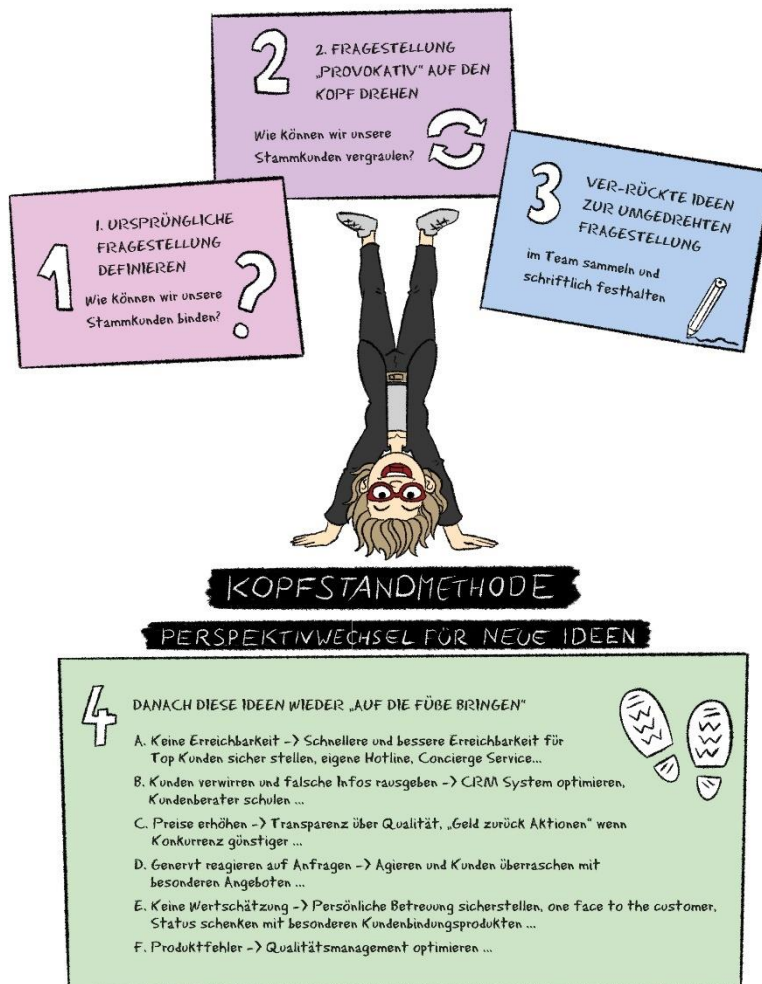 1
1. URSPRÜNGLICHE
FRAGESTELLUNG
DEFINIEREN
Wie können wir unsere
Stammkunden binden?
?
2
2. FRAGESTELLUNG
„PROVOKATIV" AUF DEN
KOPF DREHEN
Wie können wir unsere
Stammkunden vergraulen?
3
VER-RÜCKTE IDEEN
ZUR UMGEDREHTEN
FRAGESTELLUNG
im Team sammeln und
schriftlich festhalten
KOPFSTANDMETHODE
PERSPEKTIVWECHSEL FÜR NEUE IDEEN
4
DANACH DIESE IDEEN WIEDER „AUF DIE FÜßE BRINGEN"
A. Keine Erreichbarkeit -> Schnellere und bessere Erreichbarkeit für
Top Kunden sicher stellen, eigene Hotline, Concierge Service...
B. Kunden verwirren und falsche Infos rausgeben -> CRM System optimieren,
Kundenberater schulen ...
C. Preise erhöhen -> Transparenz über Qualität, „Geld zurück Aktionen" wenn
Konkurrenz günstiger ...
D. Genervt reagieren auf Anfragen -> Agieren und Kunden überraschen mit
besonderen Angeboten ...
E. Keine Wertschätzung -> Persönliche Betreuung sicherstellen, one face to the customer,
Status schenken mit besonderen Kundenbindungsprodukten ...
F. Produktfehler -> Qualitätsmanagement optimieren ...